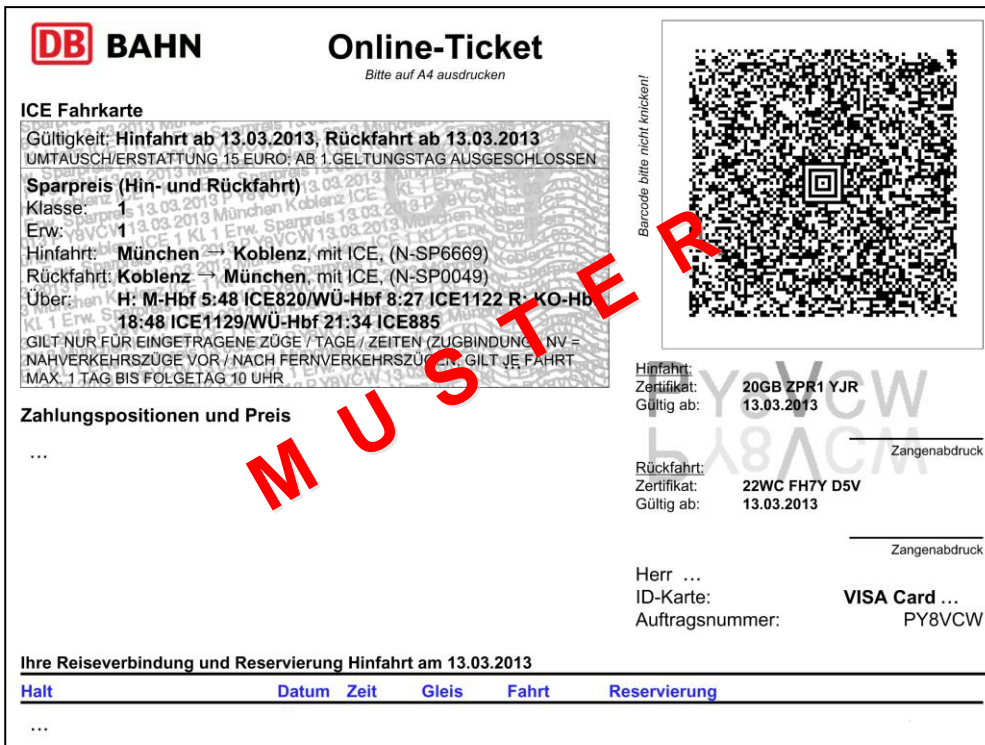 DB BAHN
Online-Ticket
Bitte auf A4 ausdrucken
ICE Fahrkarte
Gültigkeit: Hinfahrt ab 13.03.2013, Rückfahrt ab 13.03.2013
UMTAUSCH/ERSTATTUNG 15 EURO; AB 1.GELTUNGSTAG AUSGESCHLOSSEN
Sparpreis (Hin- und Rückfahrt)
Klasse: 1
Erw: 1
Hinfahrt: München → Koblenz, mit ICE, (N-SP6669)
Rückfahrt: Koblenz → München, mit ICE, (N-SP0049)
Über: H: M-Hbf 5:48 ICE820/WÜ-Hbf 8:27 ICE1122 R: KO-Hb
18:48 ICE1129/WÜ-Hbf 21:34 ICE885
GILT NUR FÜR EINGETRAGENE ZÜGE / TAGE / ZEITEN (ZUGBINDUNG) NV =
NAHVERKEHRSZÜGE VOR / NACH FERNVERKEHRSZÜGEN, GILT JE FAHRT
MAX. 1 TAG BIS FOLGETAG 10 UHR
Zahlungspositionen und Preis
...
MUSTER
Barcode bitte nicht knicken!
PY8VCW
Hinfahrt:
Zertifikat: 20GB ZPR1 YJR
Gültig ab: 13.03.2013
Zangenabdruck
Rückfahrt:
Zertifikat: 22WC FH7Y D5V
Gültig ab: 13.03.2013
Zangenabdruck
Herr ...
ID-Karte: VISA Card ...
Auftragsnummer: PY8VCW
Ihre Reiseverbindung und Reservierung Hinfahrt am 13.03.2013
Halt Datum Zeit Gleis Fahrt Reservierung
...